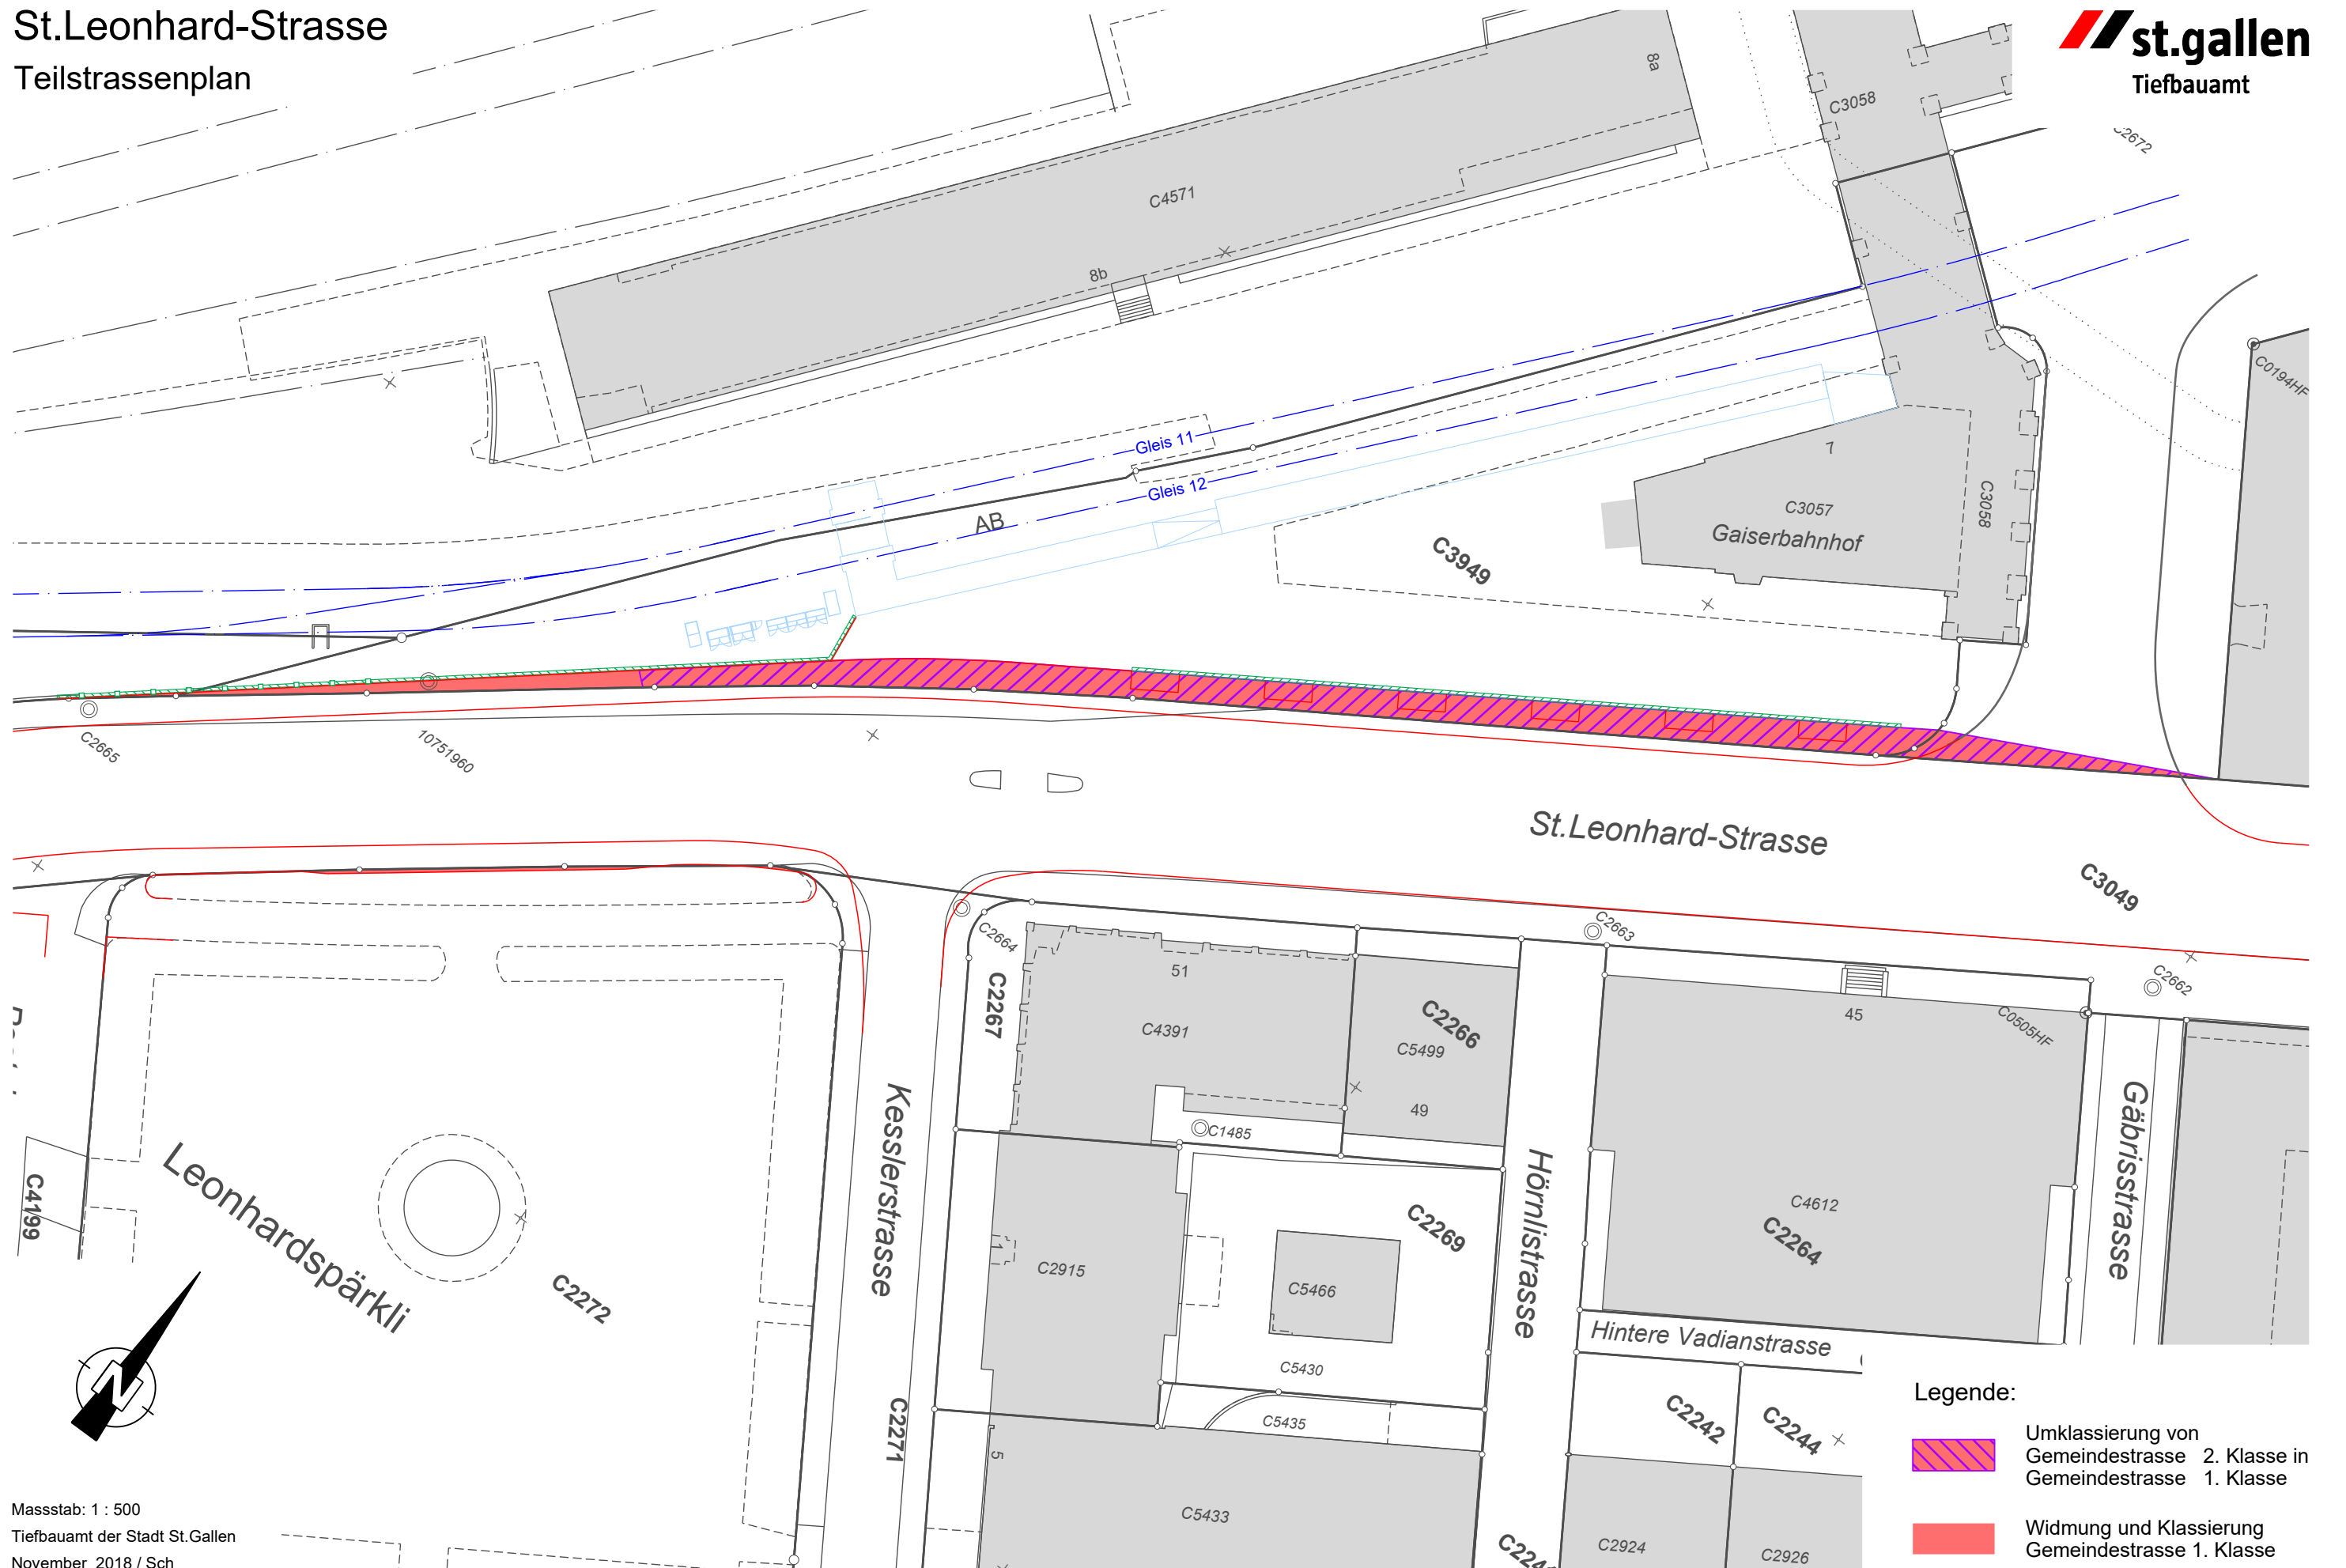 St.Leonhard-Strasse
Teilstrassenplan
st.gallen
Tiefbauamt
8a
C3058
C4571
8b
C0194HF
Gleis 11
Gleis 12
AB
7
C3057
Gaiserbahnhof
C3058
C3949
C2665
10751960
St.Leonhard-Strasse
C3049
C2664
C2663
C2662
C2267
51
C4391
C2266
C5499
49
45
C0505HF
C1485
Kesslerstrasse
Hörnlistrasse
Gäbrisstrasse
C4199
Leonhardspärkli
C2272
1
C2915
C2269
C5466
C4612
C2264
C5430
Hintere Vadianstrasse
C2271
C5435
C2242
C2244
5
C5433
C2924
C2926
Legende:
Umklassierung von
Gemeindestrasse 2. Klasse in
Gemeindestrasse 1. Klasse
Widmung und Klassierung
Gemeindestrasse 1. Klasse
N
Massstab: 1 : 500
Tiefbauamt der Stadt St.Gallen
November 2018 / Sch